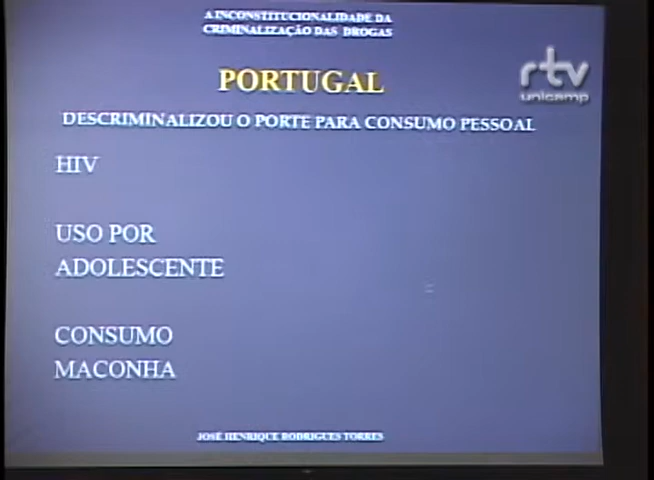 A INCONSTITUCIONALIDADE DA
CRIMINALIZAÇÃO DAS DROGAS
PORTUGAL
rtv
unicamp
DESCRIMINALIZOU O PORTE PARA CONSUMO PESSOAL
HIV
USO POR
ADOLESCENTE
CONSUMO
MACONHA
JOSÉ HENRIQUE RODRIGUES TORRES